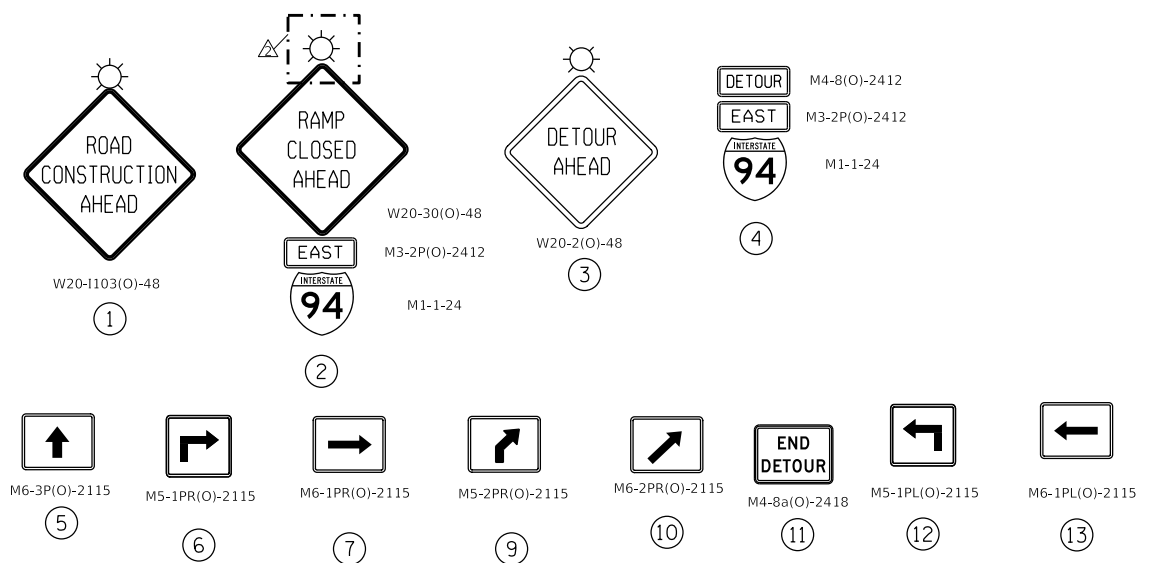 ROAD
CONSTRUCTION
AHEAD
W20-I103(O)-48
1
2
RAMP
CLOSED
AHEAD
W20-30(O)-48
EAST
M3-2P(O)-2412
INTERSTATE
94
M1-1-24
2
DETOUR
AHEAD
W20-2(O)-48
3
DETOUR
M4-8(O)-2412
EAST
M3-2P(O)-2412
INTERSTATE
94
M1-1-24
4
M6-3P(O)-2115
5
M5-1PR(O)-2115
6
M6-1PR(O)-2115
7
M5-2PR(O)-2115
9
M6-2PR(O)-2115
10
END
DETOUR
M4-8a(O)-2418
11
M5-1PL(O)-2115
12
M6-1PL(O)-2115
13